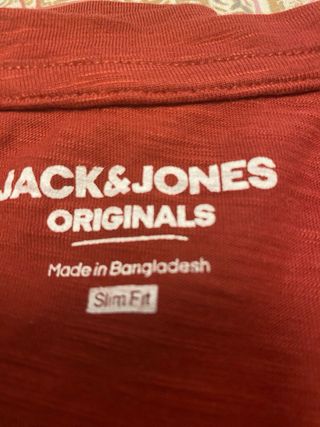 JACK&JONES
ORIGINALS
Made in Bangladesh
Slim Fit